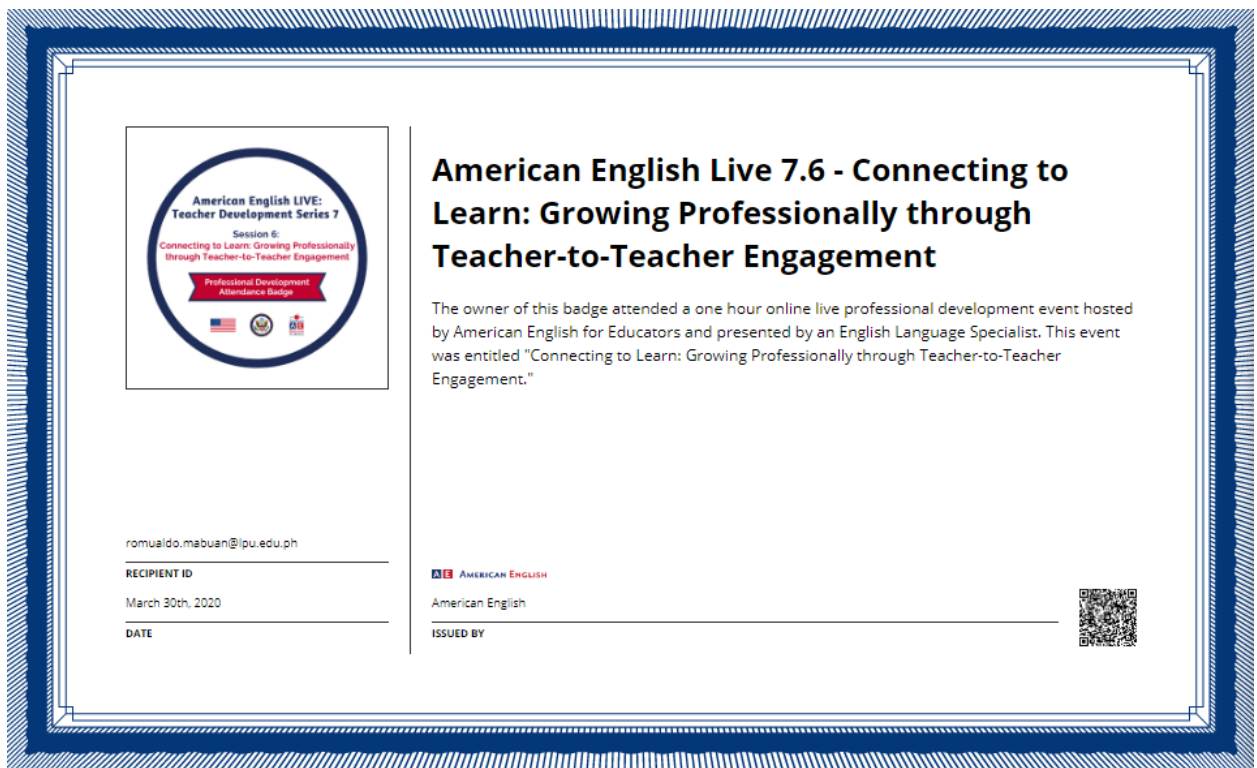 American English LIVE:
Teacher Development Series 7
Session 6:
Connecting to Learn: Growing Professionally
through Teacher-to-Teacher Engagement
Professional Development
Attendance Badge
AE
romualdo.mabuan@lpu.edu.ph
RECIPIENT ID
March 30th, 2020
DATE
American English Live 7.6 - Connecting to
Learn: Growing Professionally through
Teacher-to-Teacher Engagement
The owner of this badge attended a one hour online live professional development event hosted
by American English for Educators and presented by an English Language Specialist. This event
was entitled "Connecting to Learn: Growing Professionally through Teacher-to-Teacher
Engagement."
AE AMERICAN ENGLISH
American English
ISSUED BY